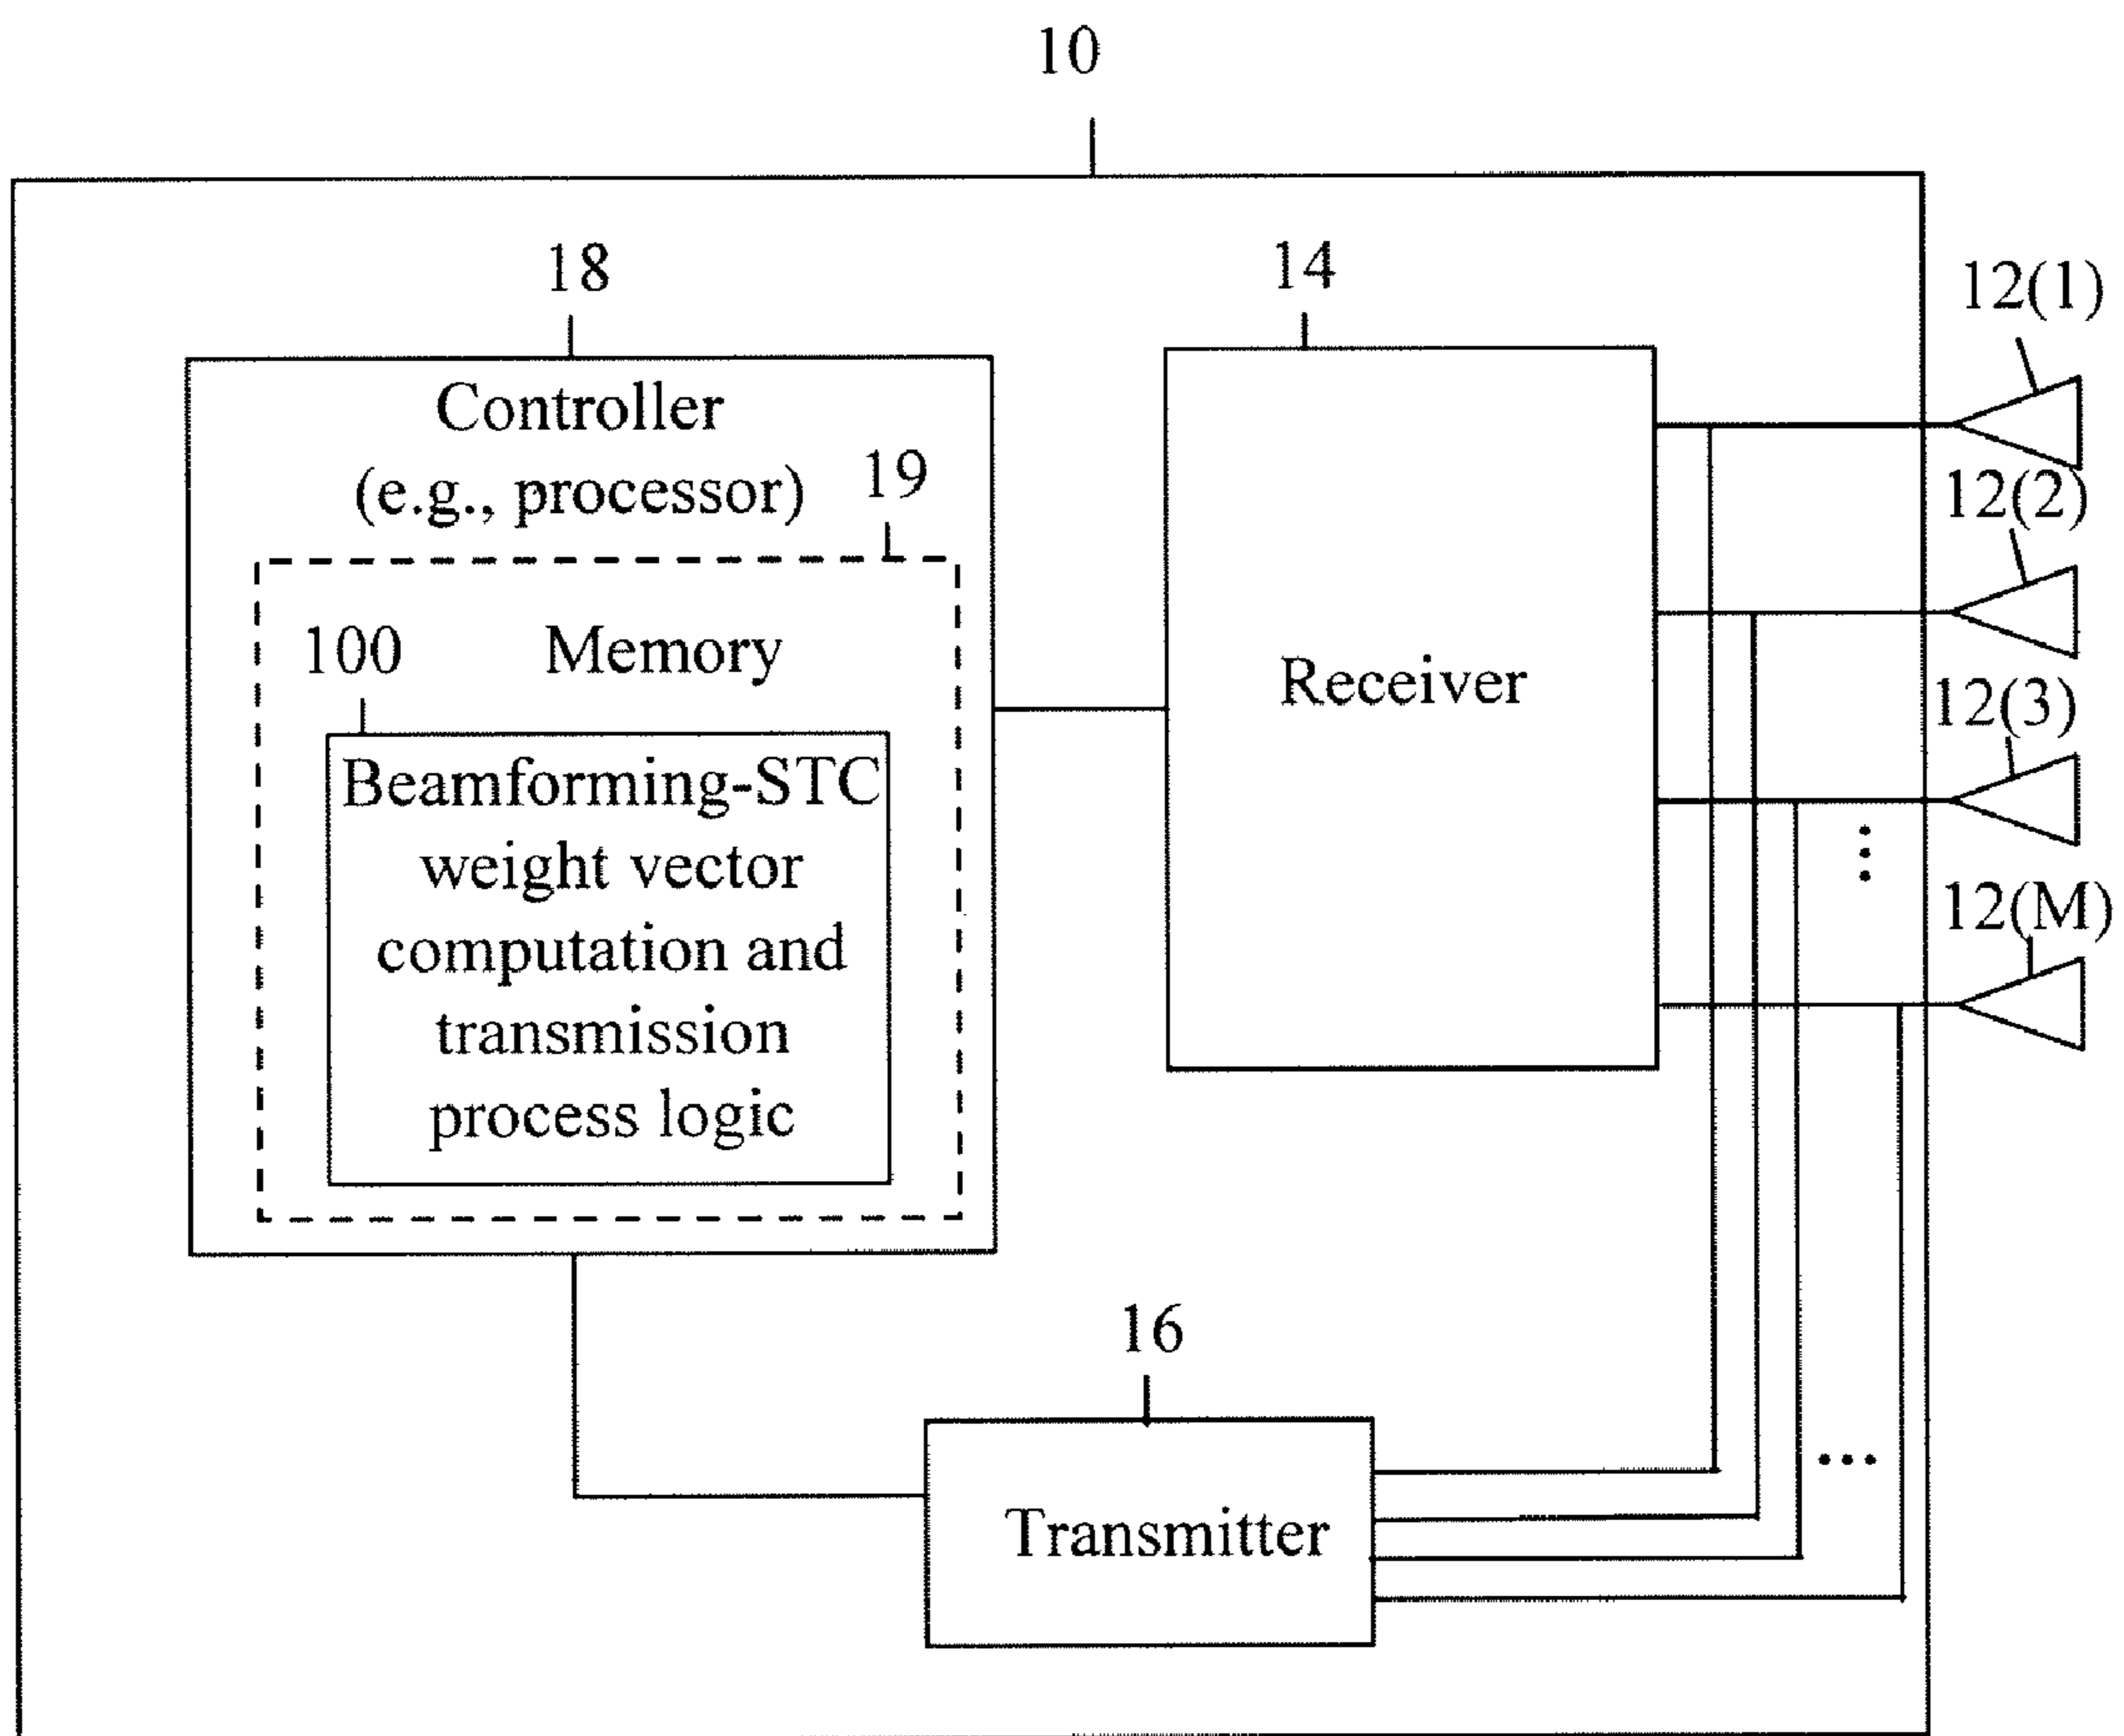 10
18
14
12(1)
Controller
(e.g., processor)
19
12(2)
100
Memory
Receiver
12(3)
Beamforming-STC
weight vector
computation and
transmission
process logic
12(M)
16
Transmitter